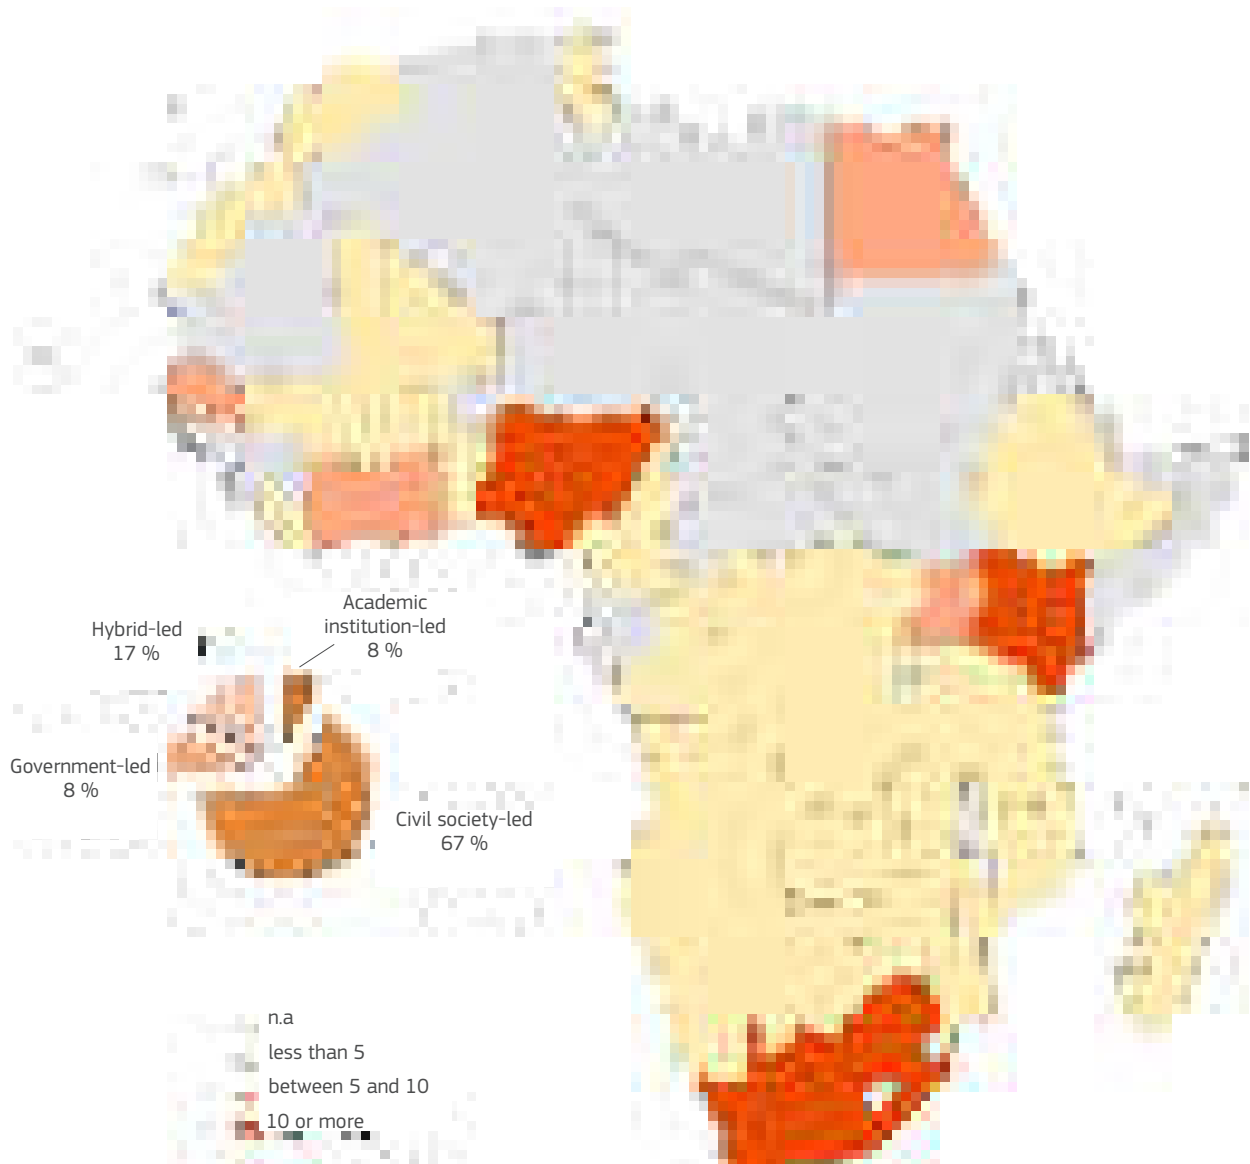 Academic
institution-led
8 %
Hybrid-led
17 %
Government-led
8 %
Civil society-led
67 %
n.a
less than 5
between 5 and 10
10 or more